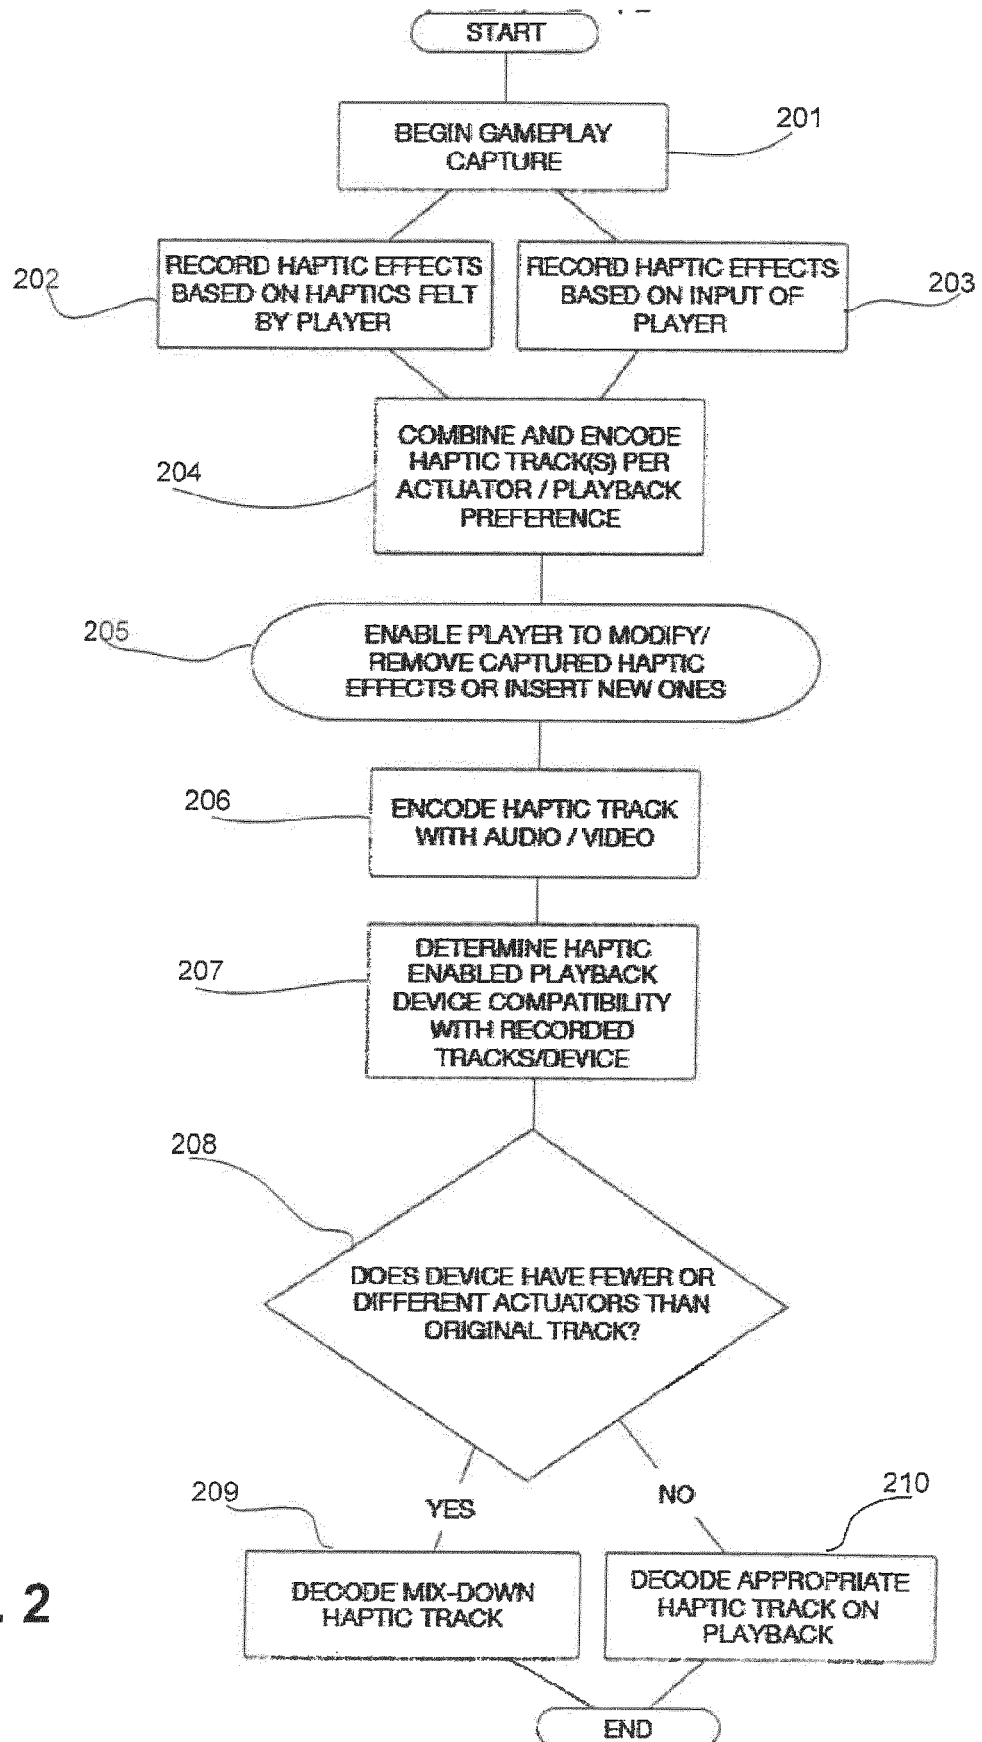 START
BEGIN GAMEPLAY
CAPTURE
201
202
RECORD HAPTIC EFFECTS
BASED ON HAPTICS FELT
BY PLAYER
RECORD HAPTIC EFFECTS
BASED ON INPUT OF
PLAYER
203
204
COMBINE AND ENCODE
HAPTIC TRACK(S) PER
ACTUATOR / PLAYBACK
PREFERENCE
205
ENABLE PLAYER TO MODIFY/
REMOVE CAPTURED HAPTIC
EFFECTS OR INSERT NEW ONES
206
ENCODE HAPTIC TRACK
WITH AUDIO / VIDEO
207
DETERMINE HAPTIC
ENABLED PLAYBACK
DEVICE COMPATIBILITY
WITH RECORDED
TRACKS/DEVICE
208
DOES DEVICE HAVE FEWER OR
DIFFERENT ACTUATORS THAN
ORIGINAL TRACK?
YES
NO
209
DECODE MIX-DOWN
HAPTIC TRACK
210
DECODE APPROPRIATE
HAPTIC TRACK ON
PLAYBACK
. 2
END